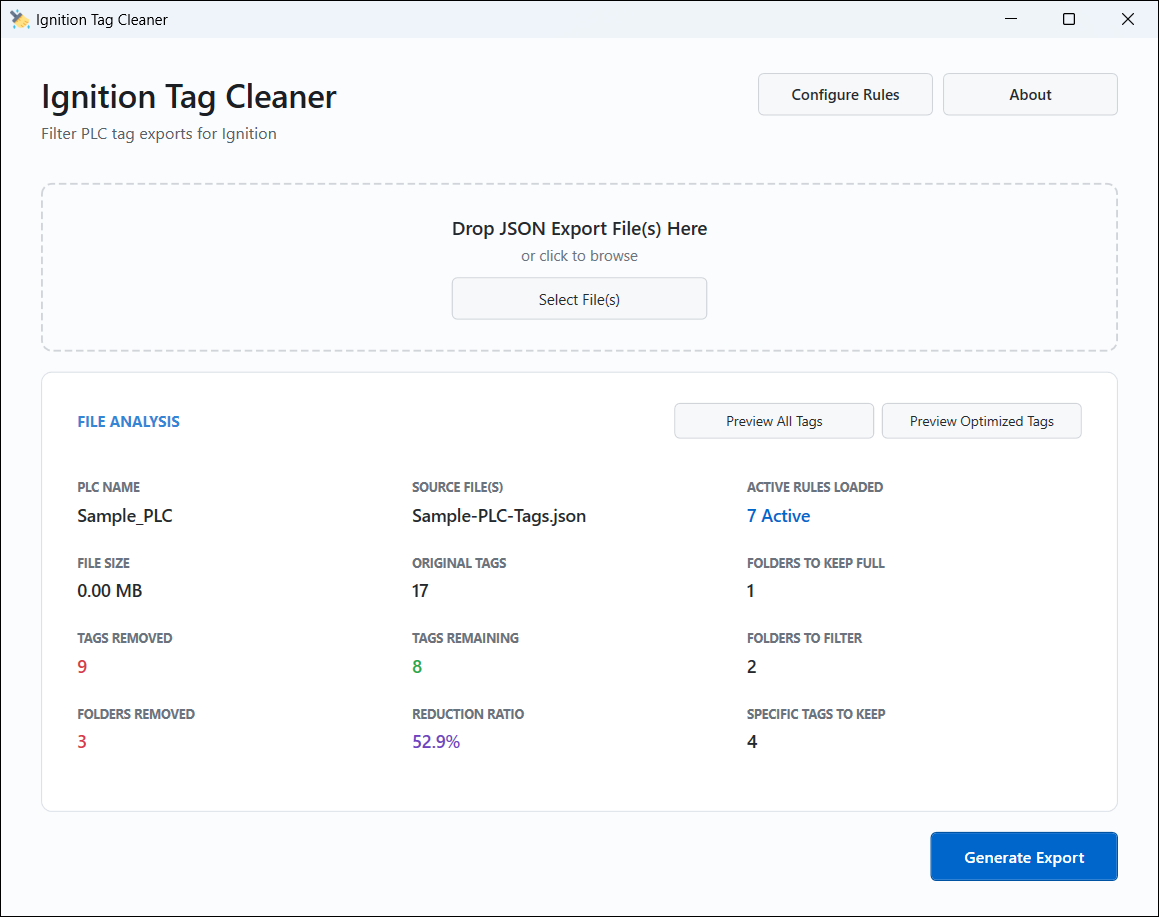 Ignition Tag Cleaner
Ignition Tag Cleaner
Filter PLC tag exports for Ignition
Configure Rules
About
Drop JSON Export File(s) Here
or click to browse
Select File(s)
FILE ANALYSIS
Preview All Tags
Preview Optimized Tags
PLC NAME
Sample_PLC
SOURCE FILE(S)
Sample-PLC-Tags.json
ACTIVE RULES LOADED
7 Active
FILE SIZE
0.00 MB
ORIGINAL TAGS
17
FOLDERS TO KEEP FULL
1
TAGS REMOVED
9
TAGS REMAINING
8
FOLDERS TO FILTER
2
FOLDERS REMOVED
3
REDUCTION RATIO
52.9%
SPECIFIC TAGS TO KEEP
4
Generate Export